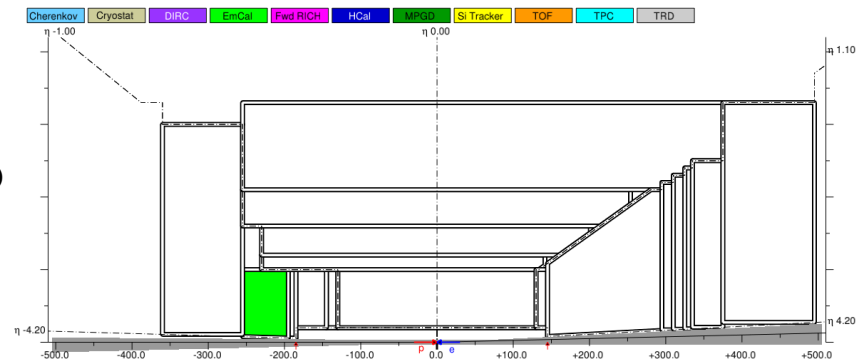 Cherenkov Cryostat DIRC EmCal Fwd RICH HCal MPGD Si Tracker TOF TPC TRD
η -1.00 η 0.00 η 1.10
η -4.20 η 4.20
p e
-500.0 -400.0 -300.0 -200.0 -100.0 0.0 +100.0 +200.0 +300.0 +400.0 +500.0